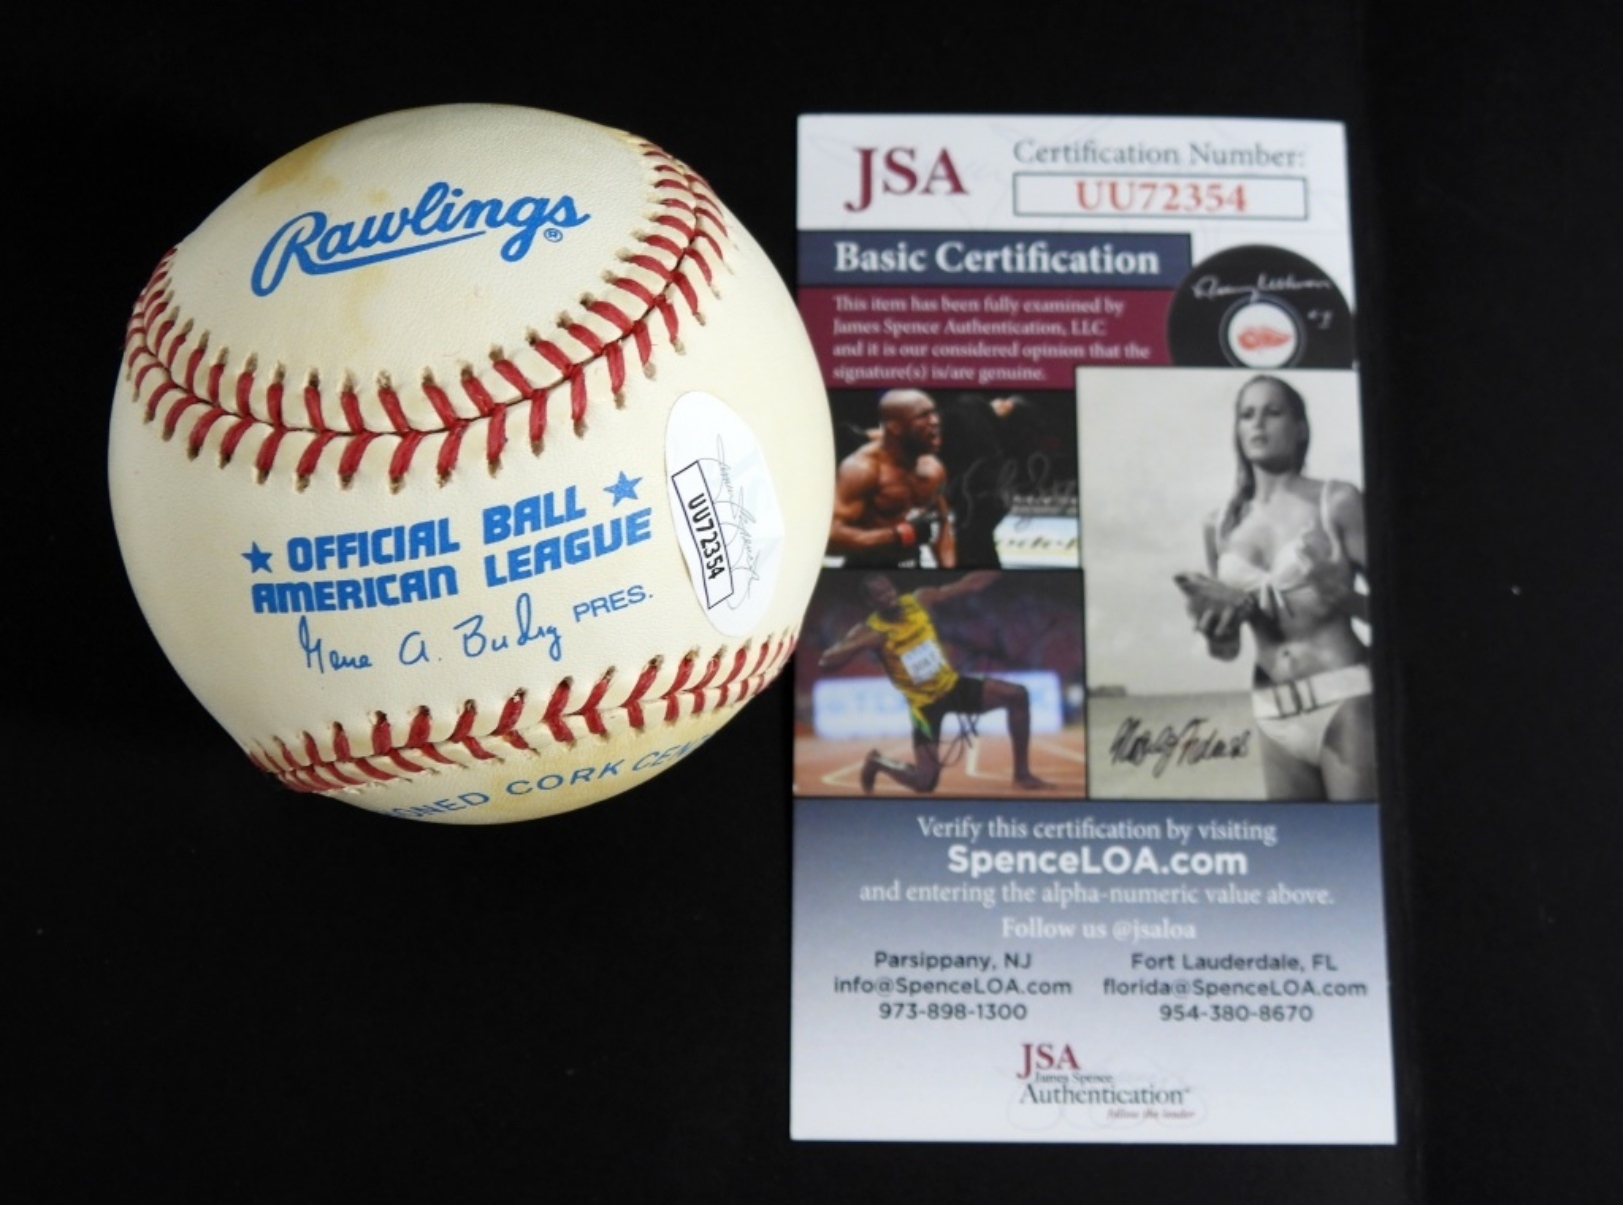 Rawlings®
OFFICIAL BALL
AMERICAN LEAGUE
Gene A. Budig PRES.
IONED CORK CEN
UU72354
JSA
Certification Number:
UU72354
Basic Certification
This item has been fully examined by
James Spence Authentication, LLC
and it is our considered opinion that the
signature(s) is/are genuine.
Verify this certification by visiting
SpenceLOA.com
and entering the alpha-numeric value above.
Follow us @jsaloa
Parsippany, NJ
info@SpenceLOA.com
973-898-1300
Fort Lauderdale, FL
florida@SpenceLOA.com
954-380-8670
JSA
James Spence
Authentication
follow the leader